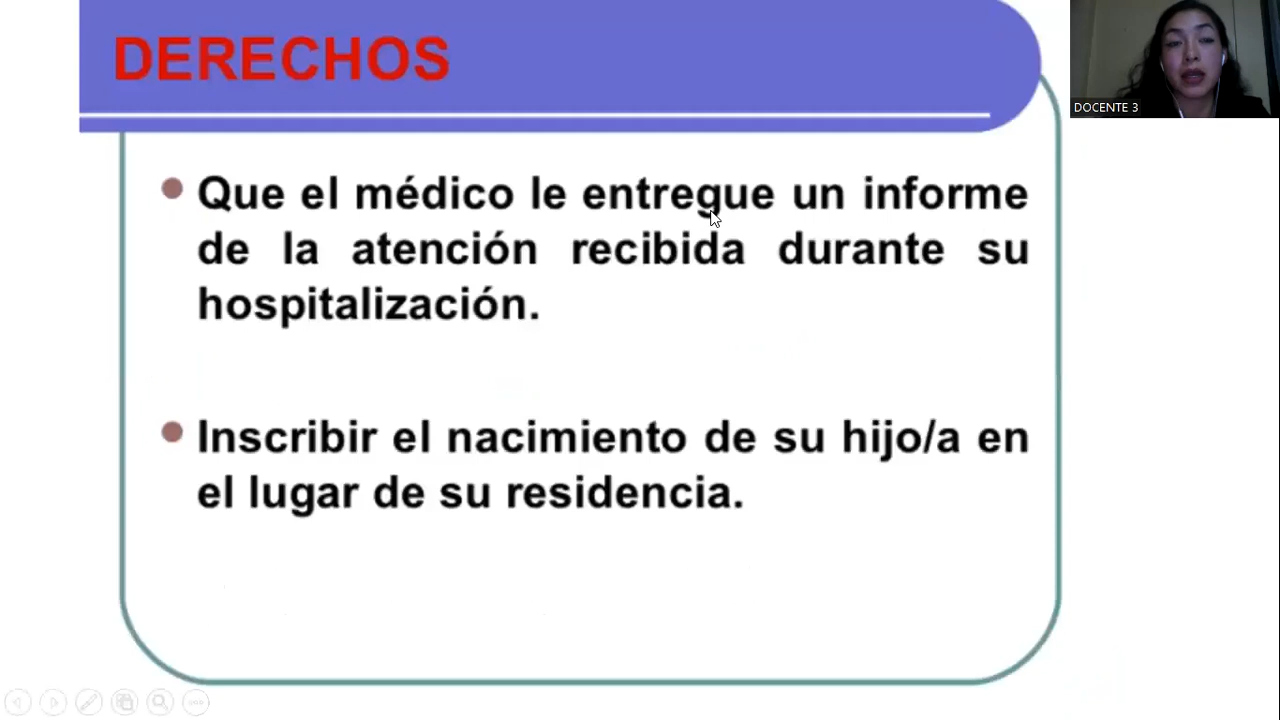 DERECHOS
DOCENTE 3
Que el médico le entregue un informe
de la atención recibida durante su
hospitalización.
Inscribir el nacimiento de su hijo/a en
el lugar de su residencia.